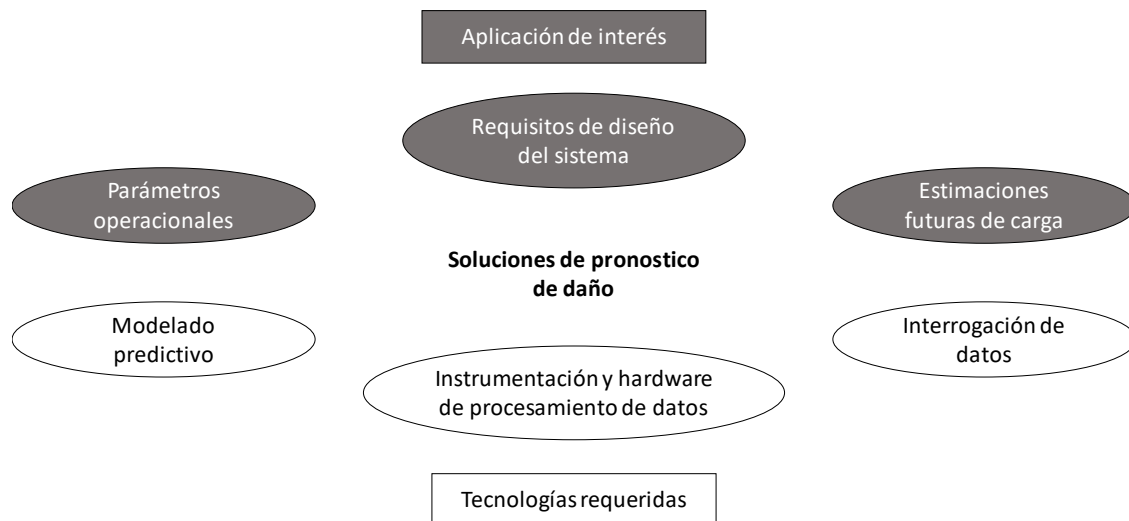 Aplicación de interés
Requisitos de diseño
del sistema
Parámetros
operacionales
Estimaciones
futuras de carga
Soluciones de pronostico
de daño
Modelado
predictivo
Interrogación de
datos
Instrumentación y hardware
de procesamiento de datos
Tecnologías requeridas